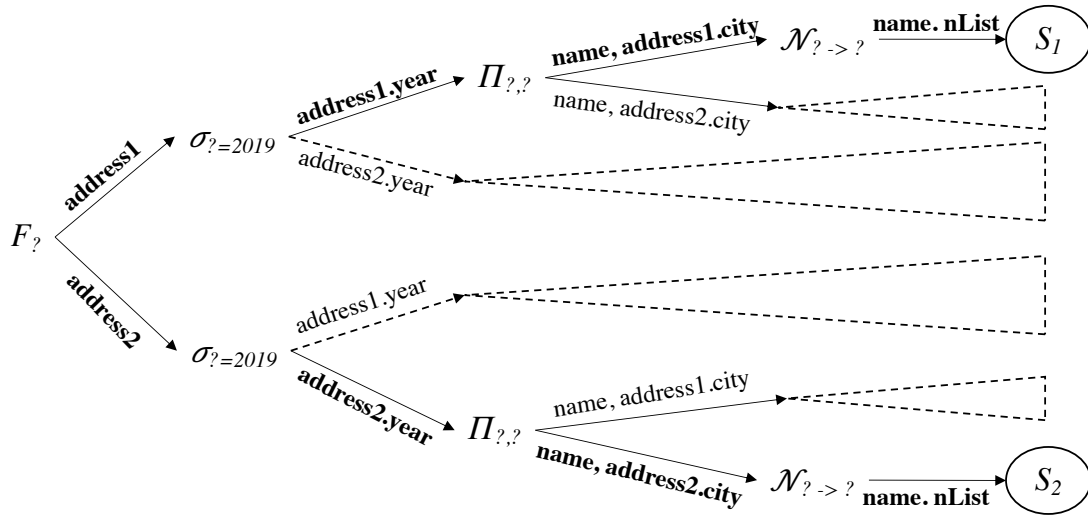 name, address1.city
name. nList
𝒩? -> ?
S1
address1.year
Π?,?
name, address2.city
address1
σ?=2019
address2.year
F?
address2
address1.year
σ?=2019
address2.year
name, address1.city
Π?,?
name, address2.city
𝒩? -> ?
name. nList
S2